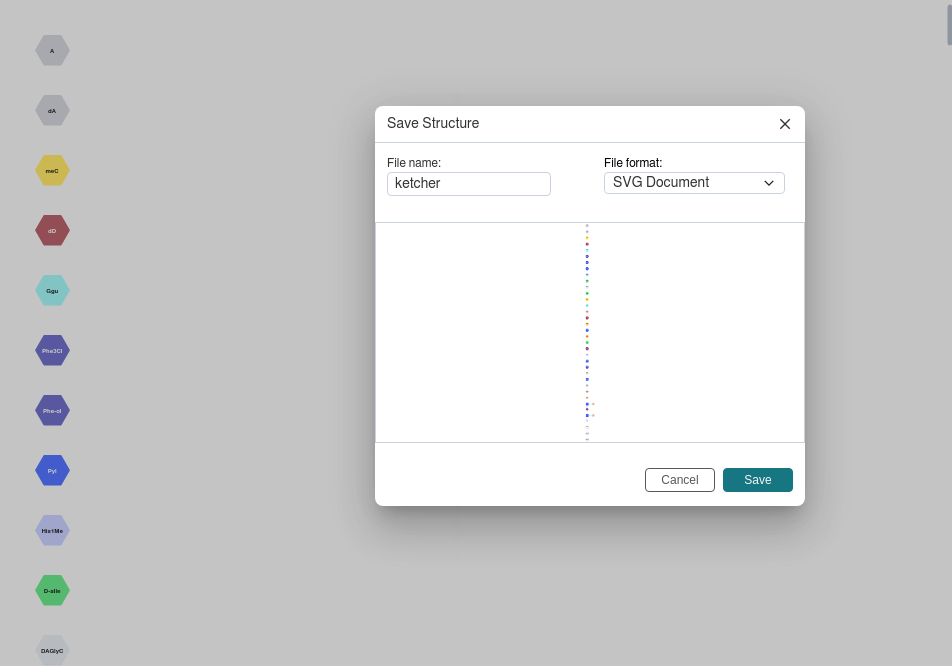 A
dA
meC
dD
Ggu
Phe3Cl
Phe-ol
Pyl
His1Me
D-aIle
DAGlyC
Save Structure
File name:
File format:
ketcher
SVG Document
Cancel
Save